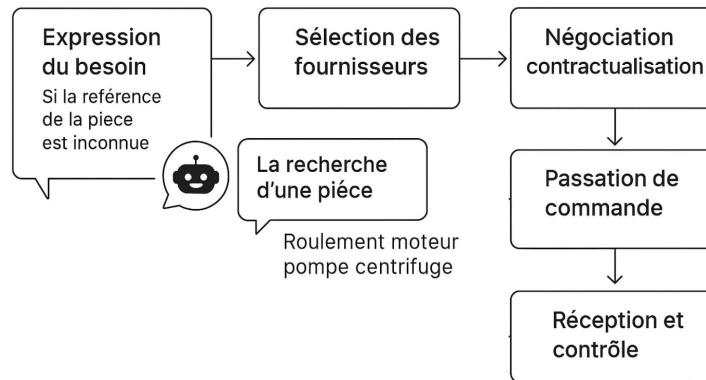 Expression
du besoin
Si la reférence
de la piece
est inconnue
Sélection des
fournisseurs
Négociation
contractualisation
La recherche
d'une piéce
Roulement moteur
pompe centrifuge
Passation de
commande
Réception et
contrõle